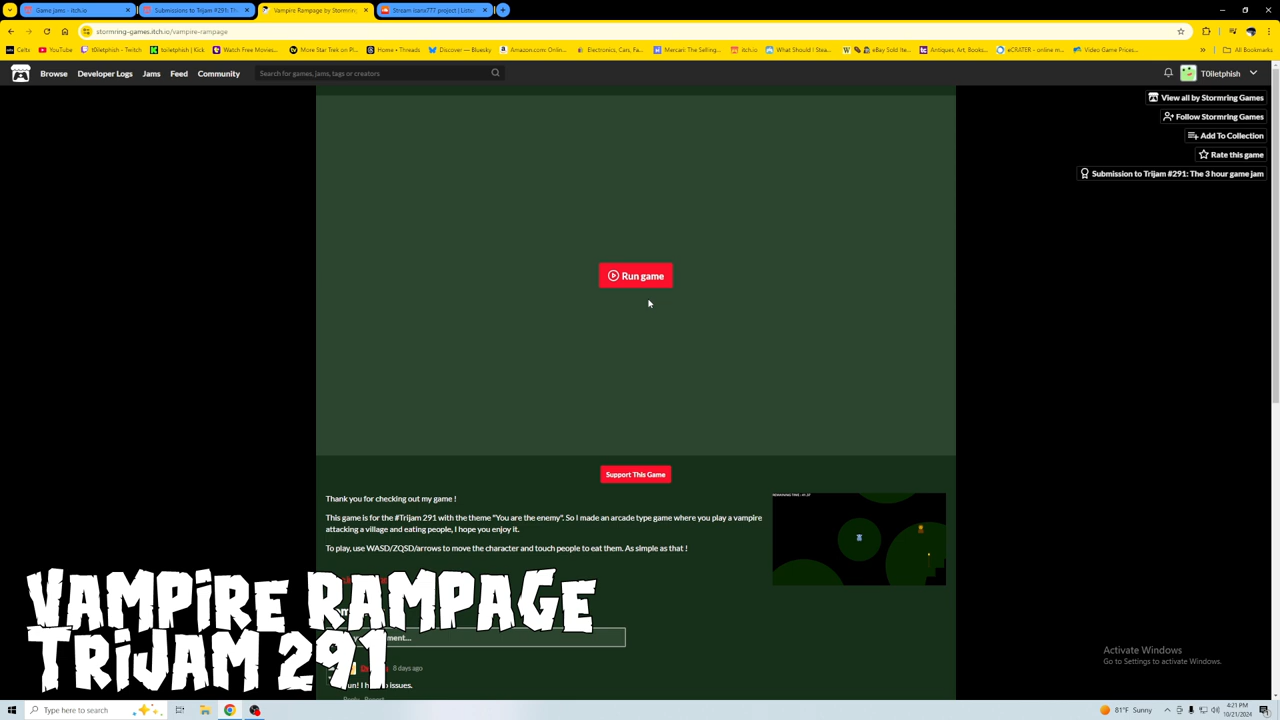 Game jams - itch.io
Submissions to Trijam #291: Th
Vampire Rampage by Stormring
Stream isana777 project | Listen
stormring-games.itch.io/vampire-rampage
Celtx
YouTube
t0iletphish - Twitch
toiletphish | Kick
Watch Free Movies...
More Star Trek on Pl...
Home • Threads
Discover — Bluesky
Amazon.com: Onlin...
Electronics, Cars, Fa...
Mercari: The Selling...
itch.io
What Should I Stea...
eBay Sold Ite...
Antiques, Art, Books...
eCRATER - online m...
Video Game Prices...
All Bookmarks
Browse
Developer Logs
Jams
Feed
Community
Search for games, jams, tags or creators
T0iletphish
View all by Stormring Games
Follow Stormring Games
Add To Collection
Rate this game
Submission to Trijam #291: The 3 hour game jam
Run game
Support This Game
Thank you for checking out my game !
This game is for the #Trijam 291 with the theme "You are the enemy". So I made an arcade type game where you play a vampire
attacking a village and eating people, I hope you enjoy it.
To play, use WASD/ZQSD/arrows to move the character and touch people to eat them. As simple as that !
VAMPiRE RAMPAGE
TRiJAM 291
8 days ago
issues.
Activate Windows
Go to Settings to activate Windows.
Type here to search
81°F Sunny
4:21 PM
10/21/2024